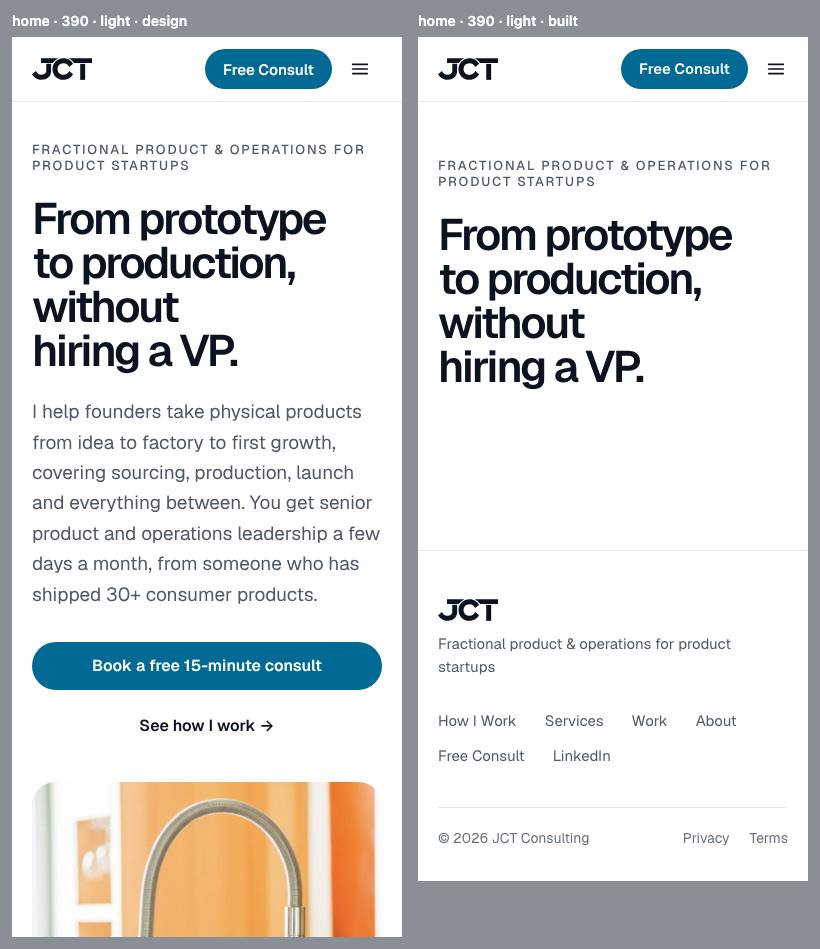 home · 390 · light · design
JCT
Free Consult
FRACTIONAL PRODUCT & OPERATIONS FOR
PRODUCT STARTUPS
From prototype
to production,
without
hiring a VP.
I help founders take physical products
from idea to factory to first growth,
covering sourcing, production, launch
and everything between. You get senior
product and operations leadership a few
days a month, from someone who has
shipped 30+ consumer products.
Book a free 15-minute consult
See how I work →
home · 390 · light · built
JCT
Free Consult
FRACTIONAL PRODUCT & OPERATIONS FOR
PRODUCT STARTUPS
From prototype
to production,
without
hiring a VP.
JCT
Fractional product & operations for product
startups
How I Work Services Work About
Free Consult LinkedIn
© 2026 JCT Consulting Privacy Terms